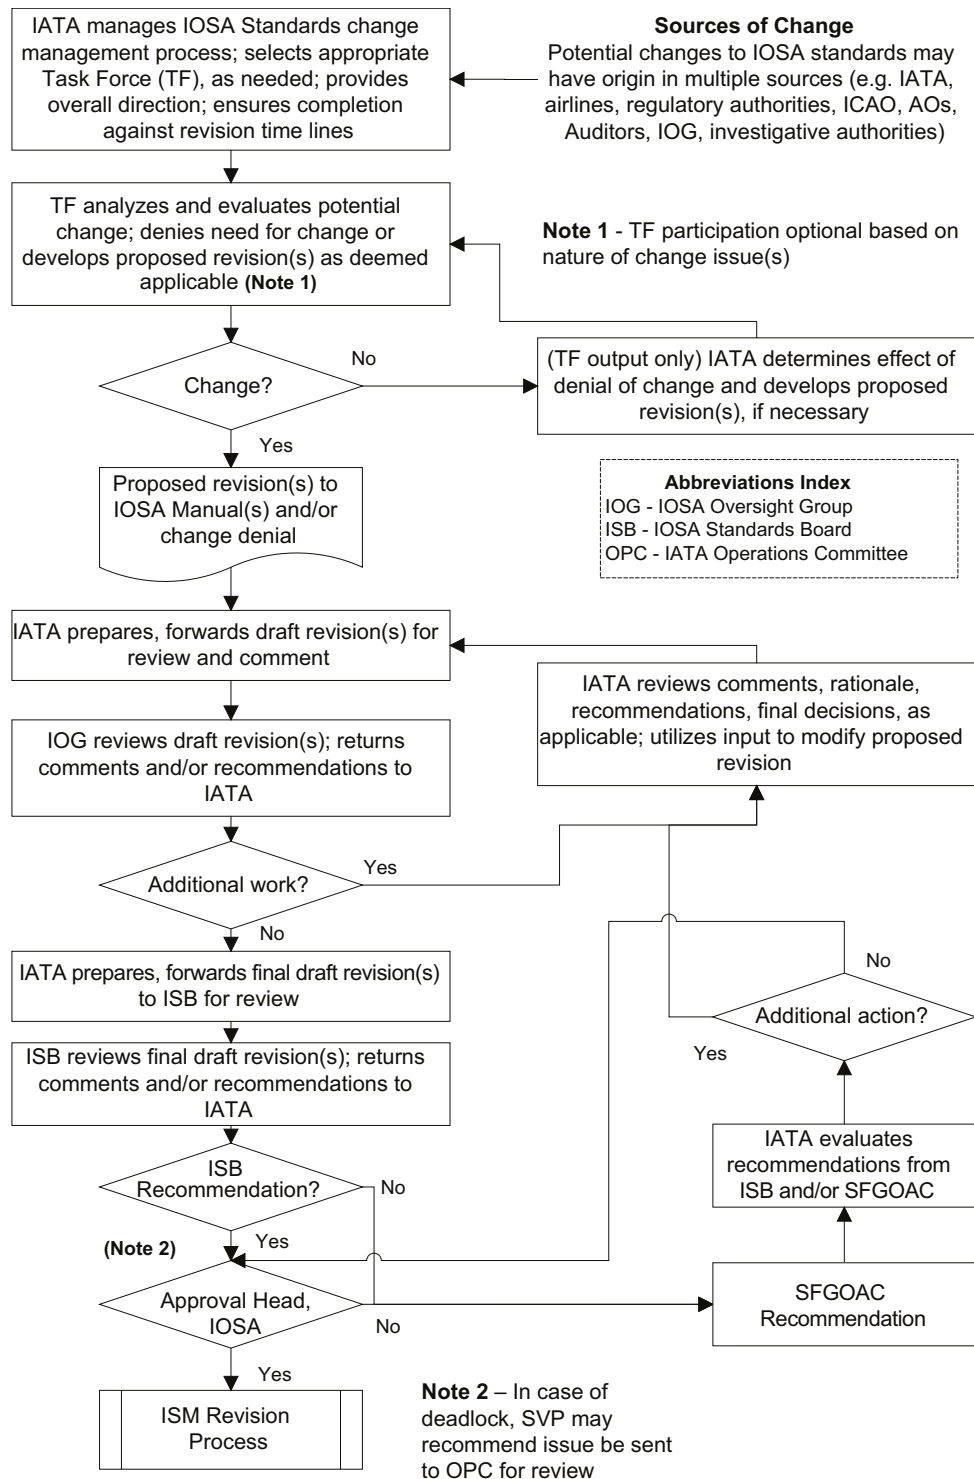 IATA manages IOSA Standards change
management process; selects appropriate
Task Force (TF), as needed; provides
overall direction; ensures completion
against revision time lines
Sources of Change
Potential changes to IOSA standards may
have origin in multiple sources (e.g. IATA,
airlines, regulatory authorities, ICAO, AOs,
Auditors, IOG, investigative authorities)
TF analyzes and evaluates potential
change; denies need for change or
develops proposed revision(s) as deemed
applicable (Note 1)
Note 1 - TF participation optional based on
nature of change issue(s)
Change?
No
Yes
(TF output only) IATA determines effect of
denial of change and develops proposed
revision(s), if necessary
Proposed revision(s) to
IOSA Manual(s) and/or
change denial
Abbreviations Index
IOG - IOSA Oversight Group
ISB - IOSA Standards Board
OPC - IATA Operations Committee
IATA prepares, forwards draft revision(s) for
review and comment
IATA reviews comments, rationale,
recommendations, final decisions, as
applicable; utilizes input to modify proposed
revision
IOG reviews draft revision(s); returns
comments and/or recommendations to
IATA
Additional work?
Yes
No
IATA prepares, forwards final draft revision(s)
to ISB for review
No
Additional action?
Yes
ISB reviews final draft revision(s); returns
comments and/or recommendations to
IATA
IATA evaluates
recommendations from
ISB and/or SFGOAC
ISB
Recommendation?
No
Yes
(Note 2)
Approval Head,
IOSA
No
Yes
SFGOAC
Recommendation
ISM Revision
Process
Note 2 – In case of
deadlock, SVP may
recommend issue be sent
to OPC for review